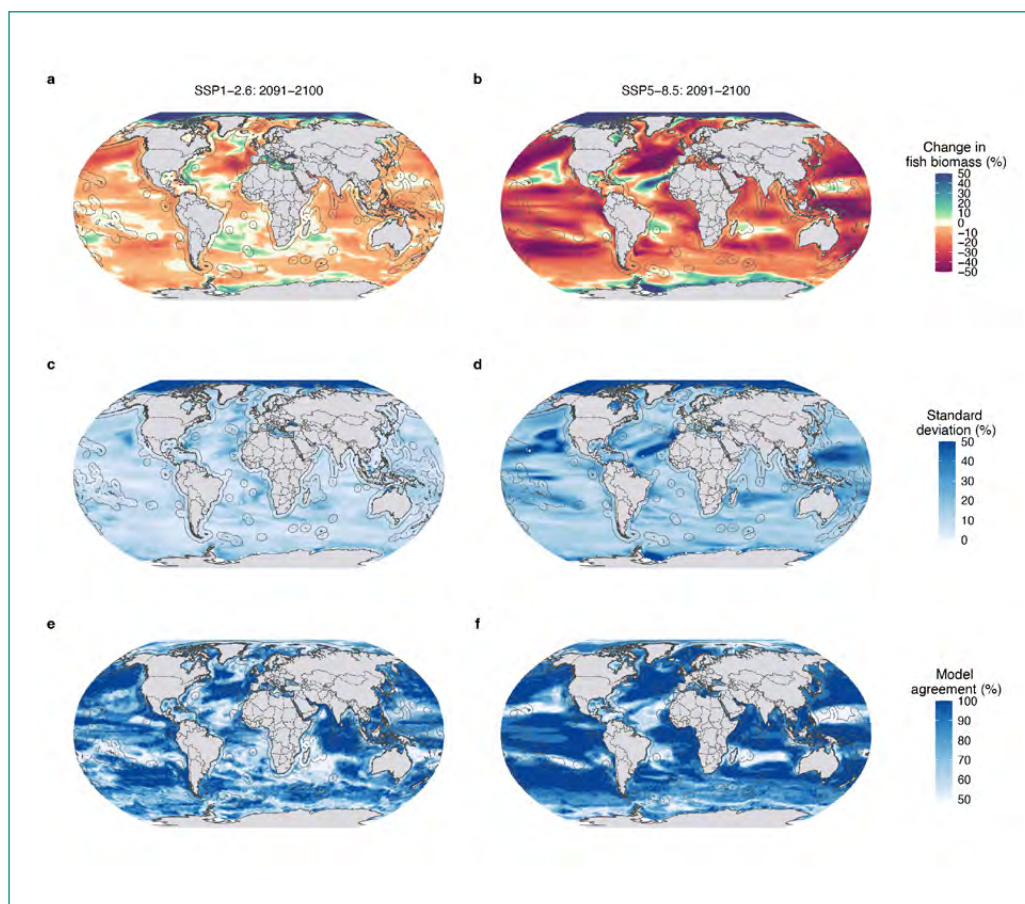 a
b
SSP1−2.6: 2091−2100
SSP5−8.5: 2091−2100
Change in
fish biomass (%)
50
50
40
30
20
10
0
−10
−20
−30
−40
−50
c
d
Standard
deviation (%)
50
40
30
20
10
0
e
f
Model
agreement (%)
100
90
80
70
60
50